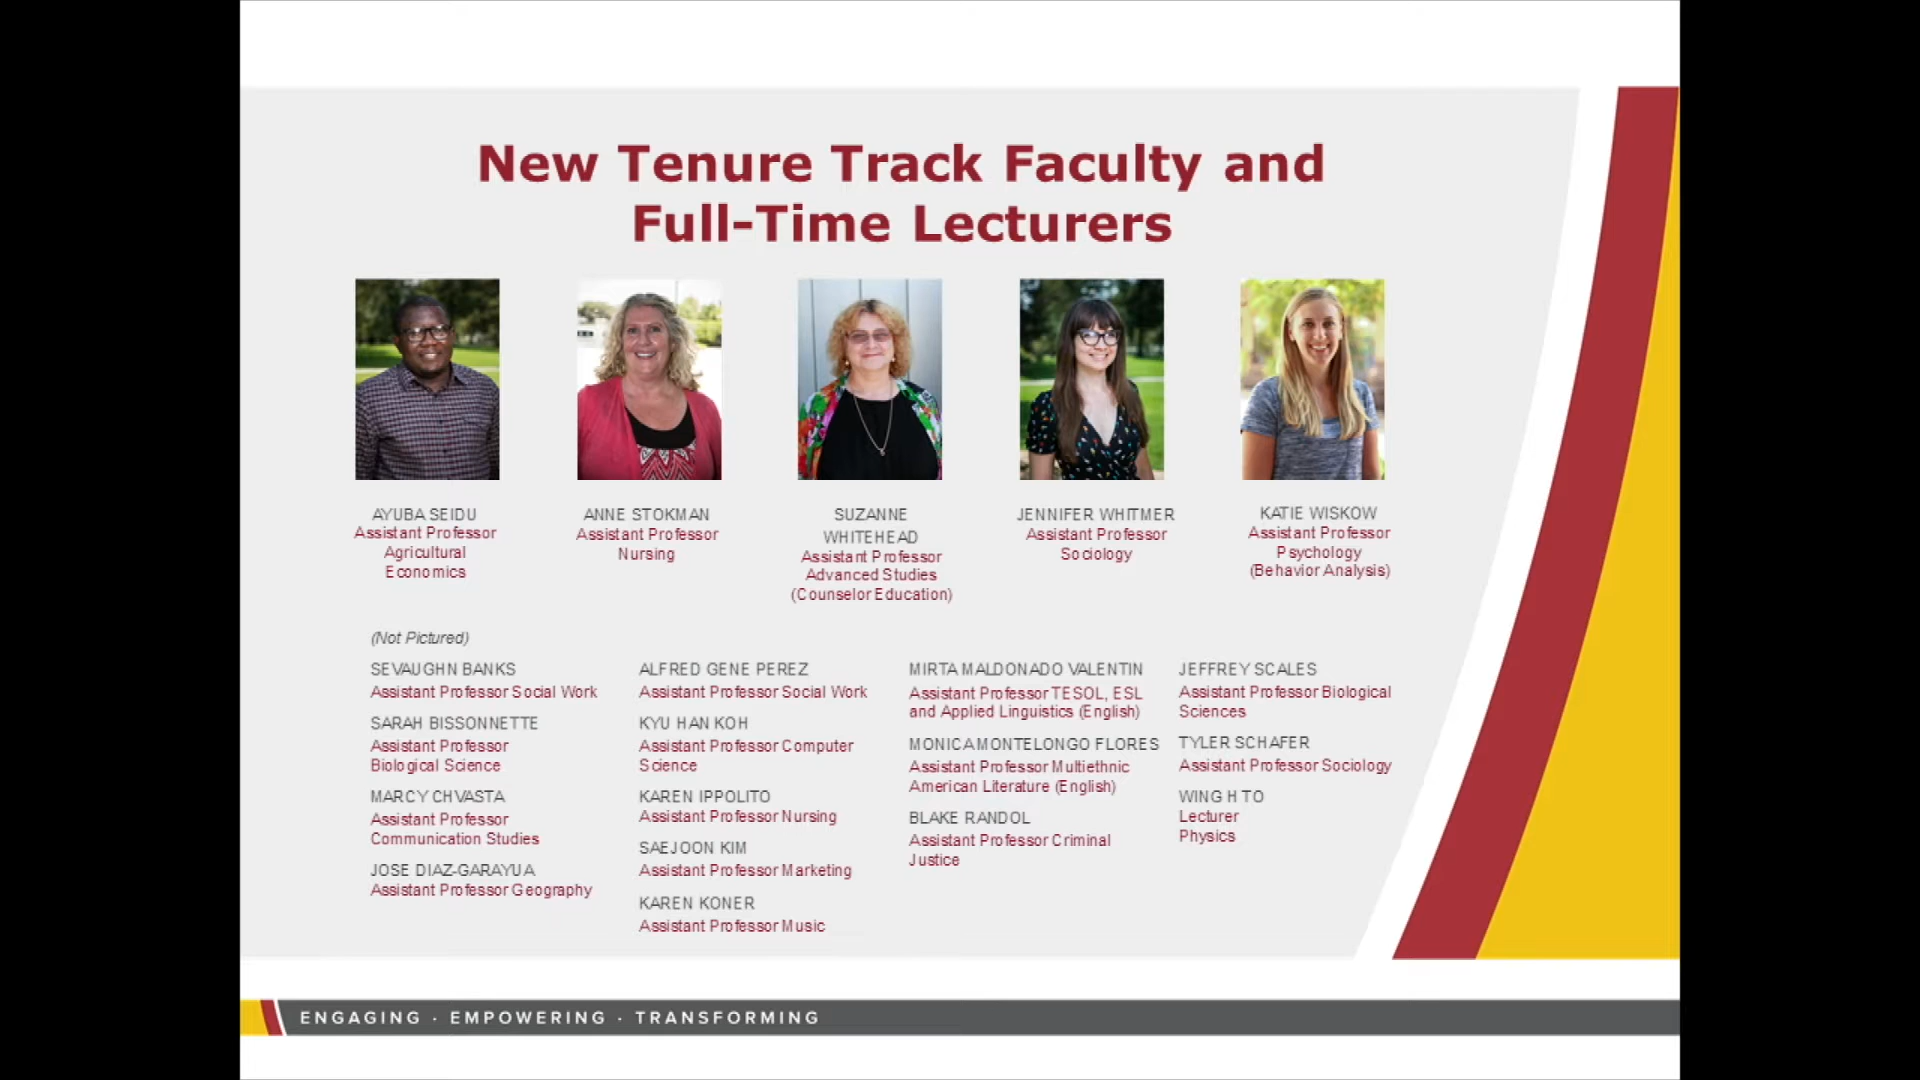 New Tenure Track Faculty and
Full-Time Lecturers
AYUBA SEIDU
Assistant Professor
Agricultural
Economics
ANNE STOKMAN
Assistant Professor
Nursing
SUZANNE
WHITEHEAD
Assistant Professor
Advanced Studies
(Counselor Education)
JENNIFER WHITMER
Assistant Professor
Sociology
KATIE WISKOW
Assistant Professor
Psychology
(Behavior Analysis)
(Not Pictured)
SEVAUGHN BANKS
Assistant Professor Social Work
SARAH BISSONNETTE
Assistant Professor
Biological Science
MARCY CHVASTA
Assistant Professor
Communication Studies
JOSE DIAZ-GARAYUA
Assistant Professor Geography
ALFRED GENE PEREZ
Assistant Professor Social Work
KYU HAN KOH
Assistant Professor Computer
Science
KAREN IPPOLITO
Assistant Professor Nursing
SAEJOON KIM
Assistant Professor Marketing
KAREN KONER
Assistant Professor Music
MIRTA MALDONADO VALENTIN
Assistant Professor TESOL, ESL
and Applied Linguistics (English)
MONICA MONTELONGO FLORES
Assistant Professor Multiethnic
American Literature (English)
BLAKE RANDOL
Assistant Professor Criminal
Justice
JEFFREY SCALES
Assistant Professor Biological
Sciences
TYLER SCHAFER
Assistant Professor Sociology
WING H TO
Lecturer
Physics
ENGAGING · EMPOWERING · TRANSFORMING